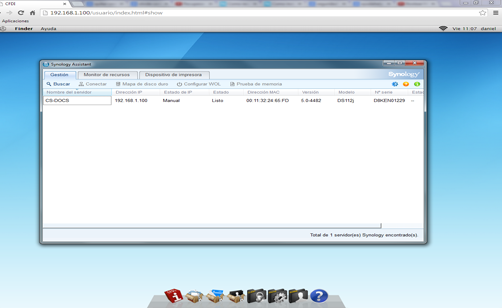 CFDI
192.168.1.100/usuario/index.html#show
Aplicaciones
Finder Ayuda Vie 11:07 daniel
Synology Assistant
Gestión Monitor de recursos Dispositivo de impresora Synology
Buscar Conectar Mapa de disco duro Configurar WOL Prueba de memoria
Nombre del servidor Dirección IP Estado de IP Estado Dirección MAC Versión Modelo Nº serie Estado
CS-DOCS 192.168.1.100 Manual Listo 00 11:32 24:65 FD 5.0-4482 DS112j D8KEN01229 --
Total de 1 servidor(es) Synology encontrado(s)